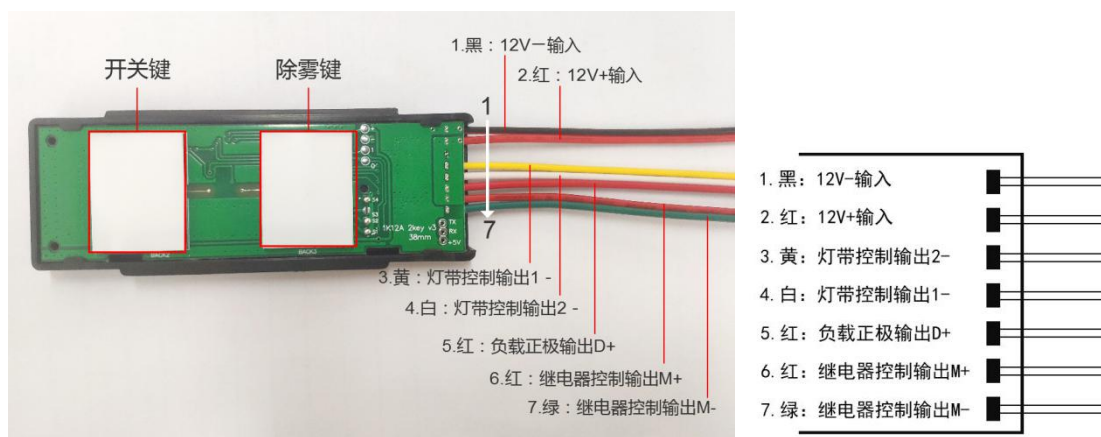 开关键
除雾键
1.黑：12V－输入
2.红：12V+输入
1
7
1K12A 2key v3
38mm
TX
RX
+5V
S4
S3
S2
S1
BACK2
BACK2
3.黄：灯带控制输出1 -
4.白：灯带控制输出2 -
5.红：负载正极输出D+
6.红：继电器控制输出M+
7.绿：继电器控制输出M-
1.黑：12V-输入
2.红：12V+输入
3.黄：灯带控制输出2-
4.白：灯带控制输出1-
5.红：负载正极输出D+
6.红：继电器控制输出M+
7.绿：继电器控制输出M-